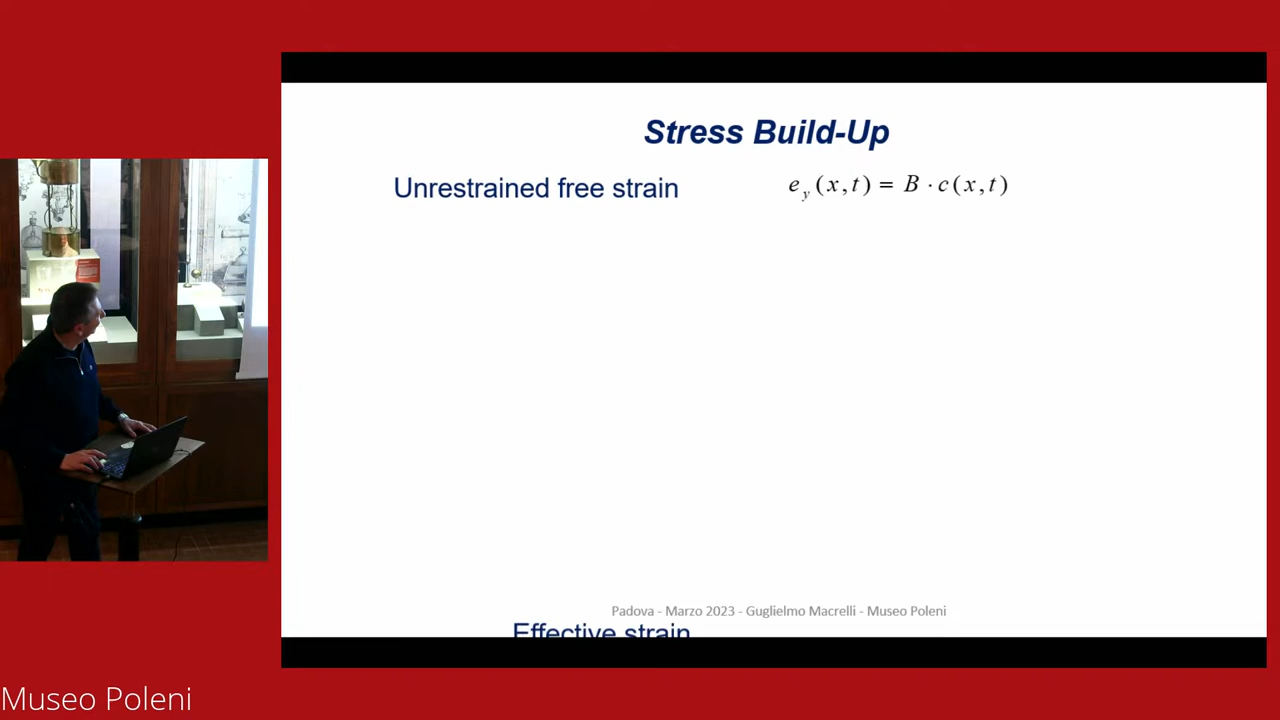 Stress Build-Up
Unrestrained free strain
e_y(x,t) = B · c(x,t)
Padova - Marzo 2023 - Guglielmo Macrelli - Museo Poleni
Effective strain
Museo Poleni